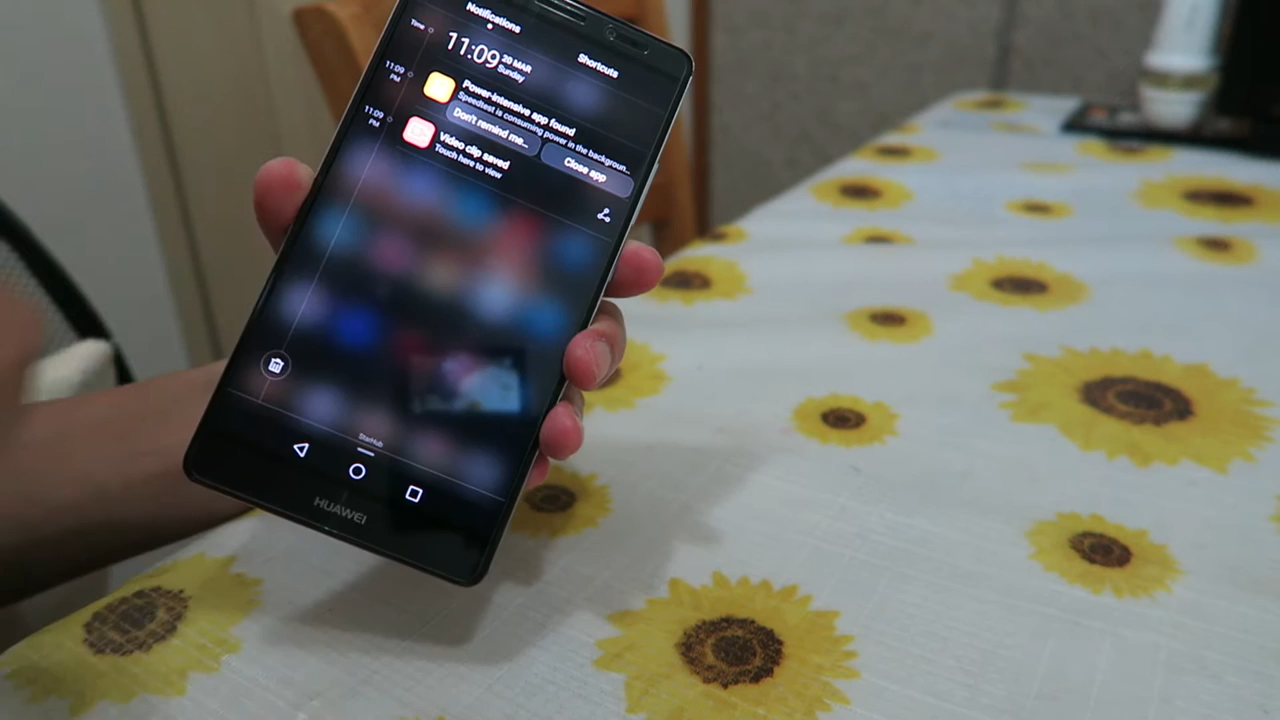 Notifications
Shortcuts
Time
11:09
20 MAR
Sunday
11:09
PM
Power-intensive app found
Speedtest is consuming power in the backgroun...
Don't remind me...
Close app
11:09
PM
Video clip saved
Touch here to view
StarHub
HUAWEI